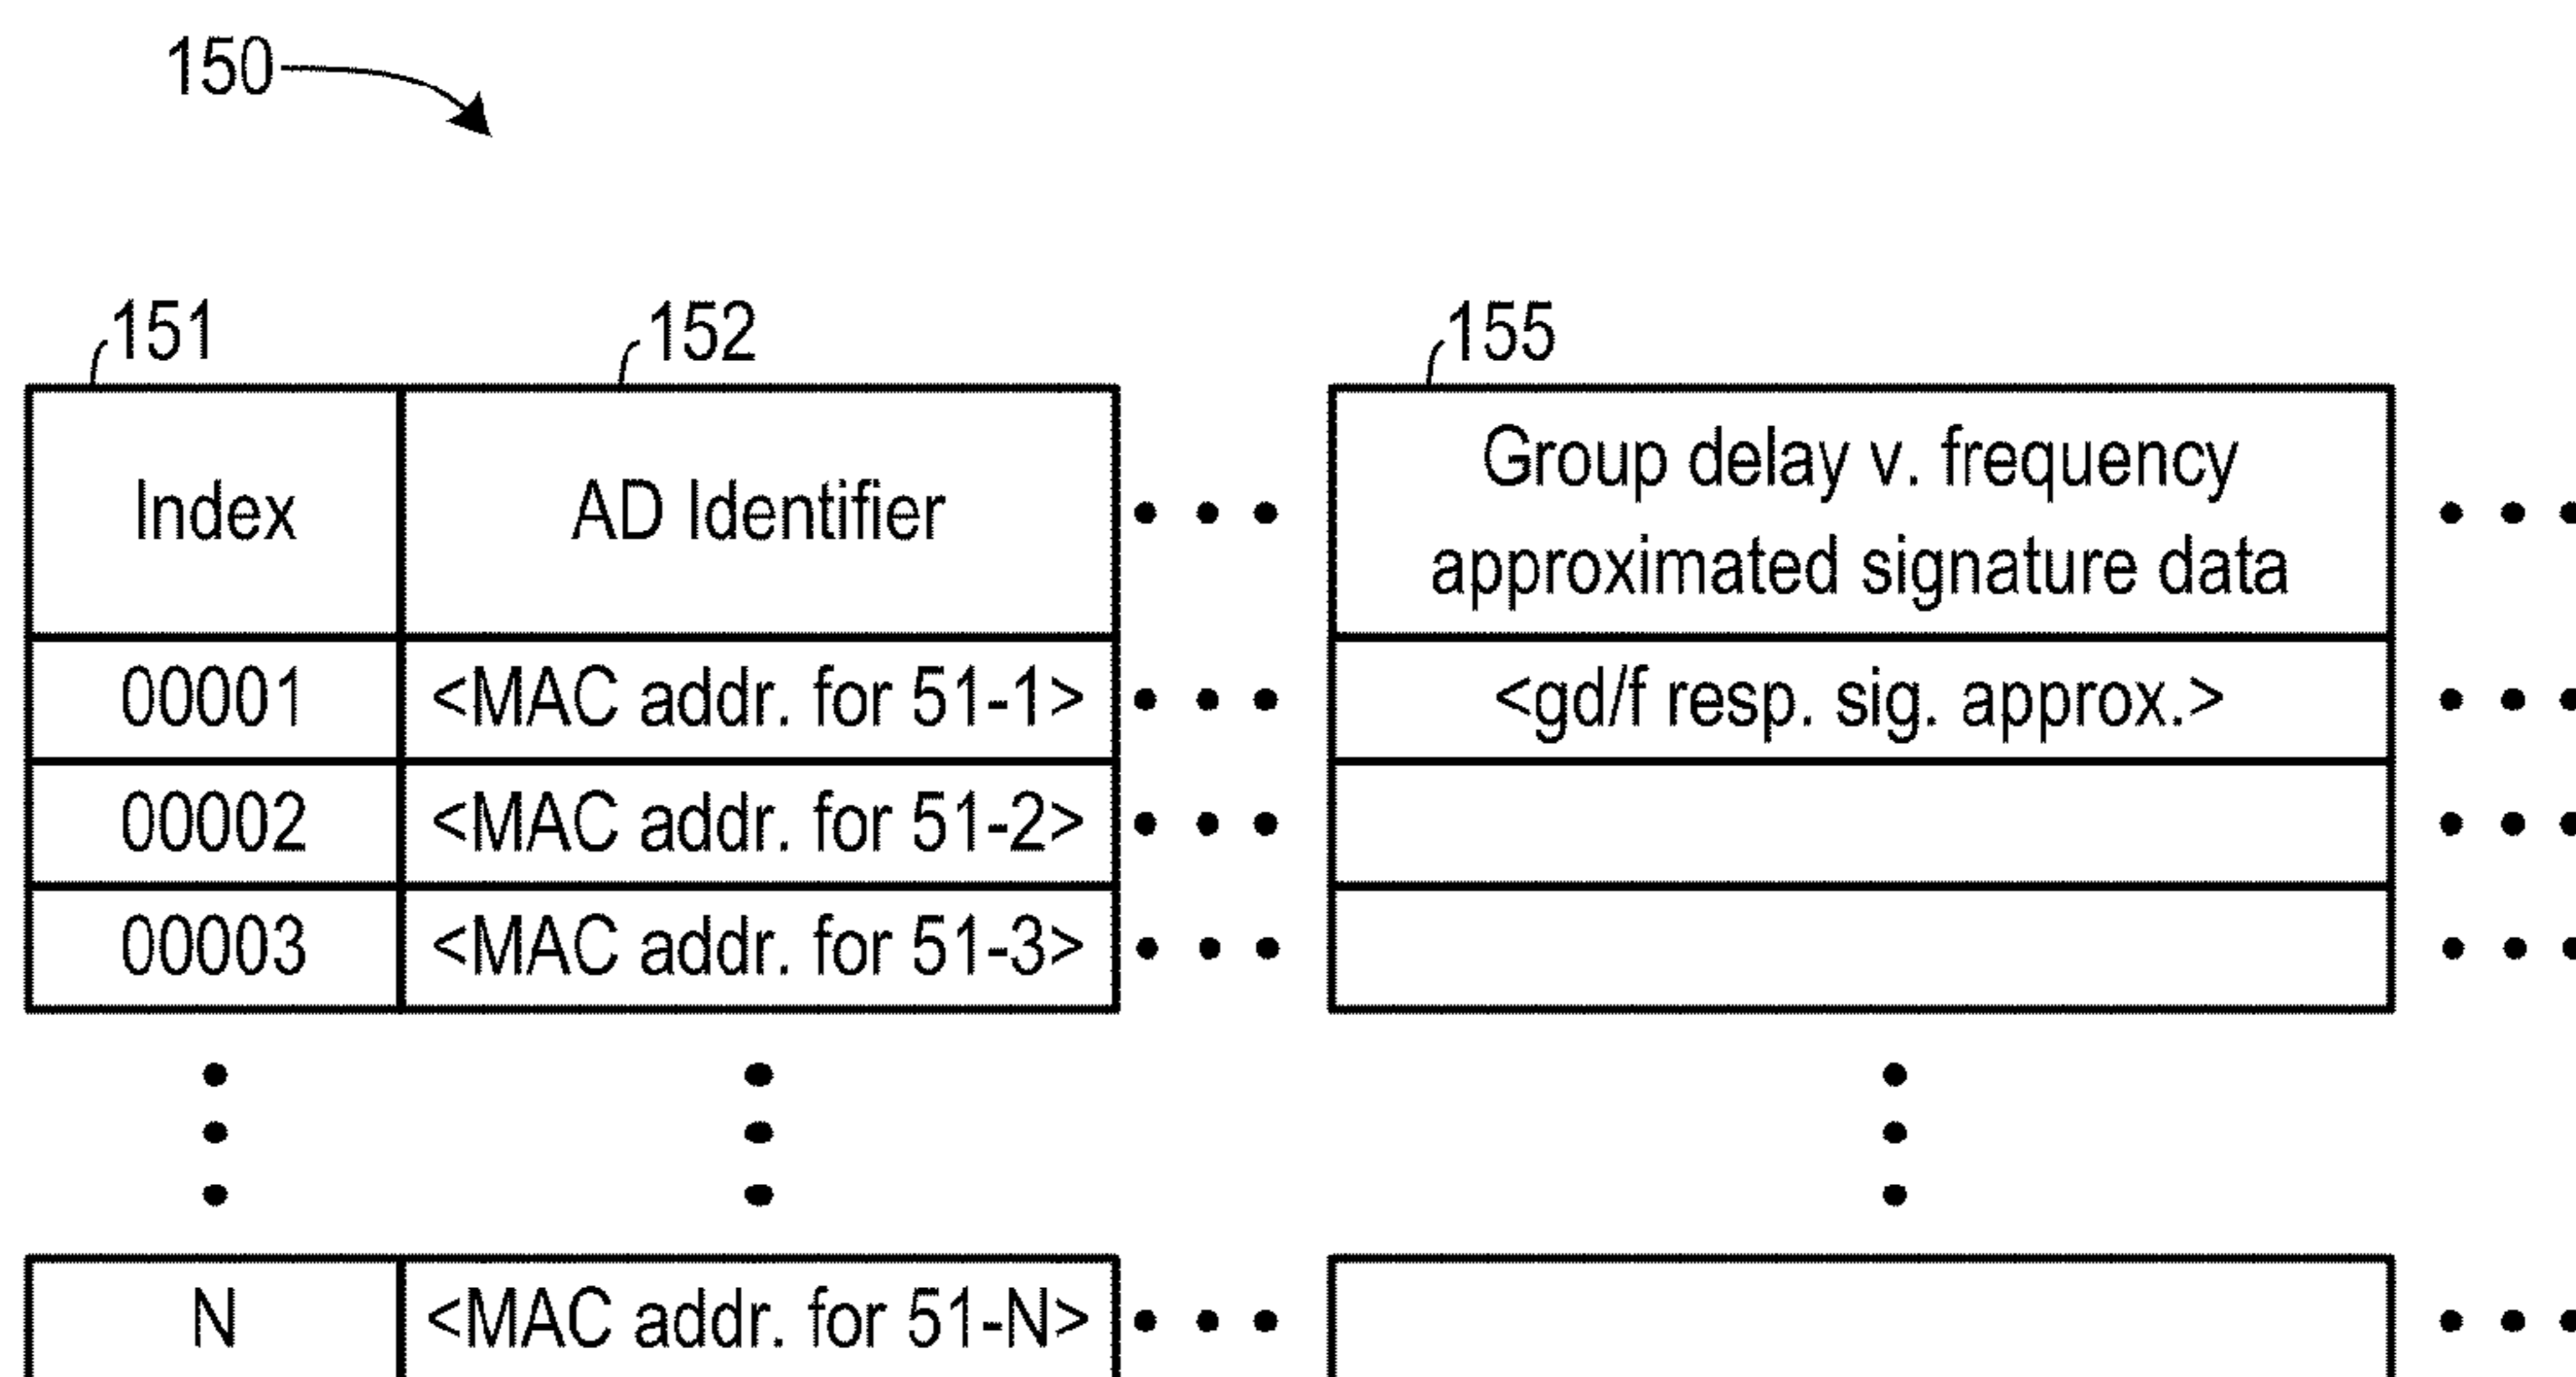 150
151
152
155
Index
AD Identifier
Group delay v. frequency
approximated signature data
00001
<MAC addr. for 51-1>
<gd/f resp. sig. approx.>
00002
<MAC addr. for 51-2>
00003
<MAC addr. for 51-3>
N
<MAC addr. for 51-N>